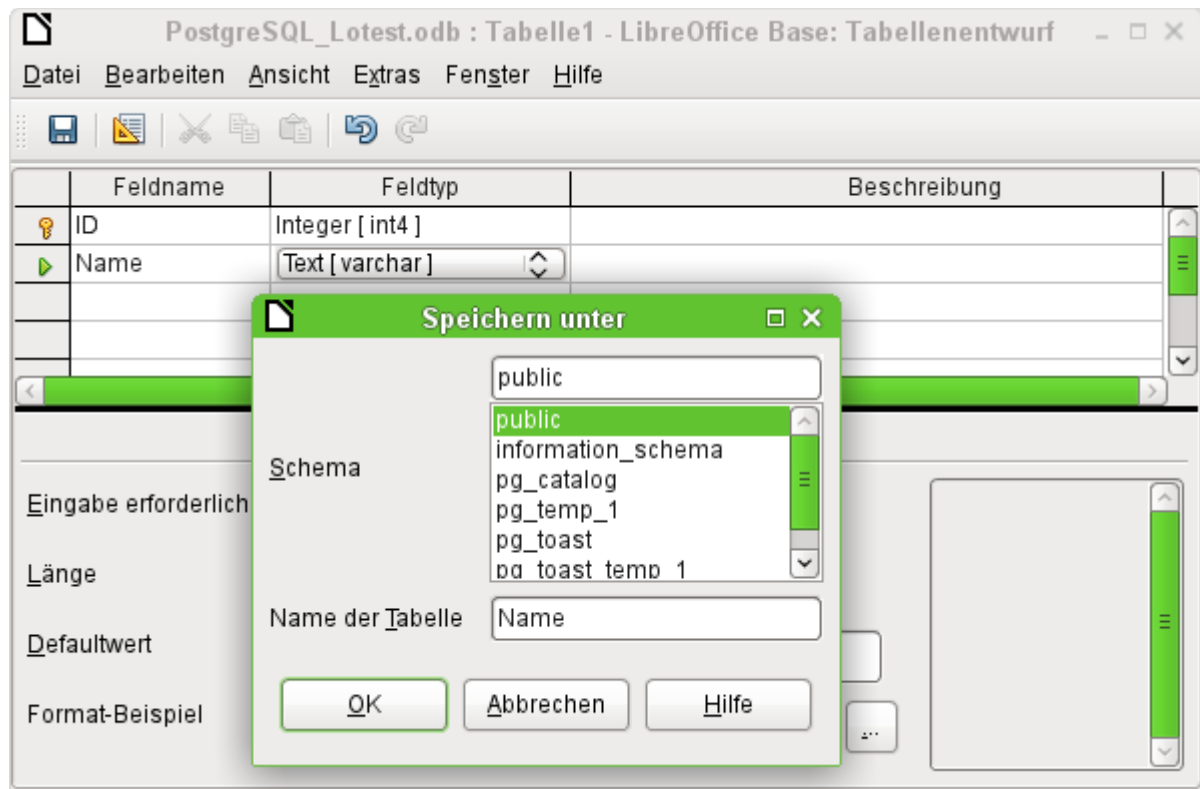 PostgreSQL_Lotest.odb : Tabelle1 - LibreOffice Base: Tabellenentwurf
Datei Bearbeiten Ansicht Extras Fenster Hilfe
Feldname Feldtyp Beschreibung
ID Integer [ int4 ]
Name Text [ varchar ]
Speichern unter
public
Schema
public
information_schema
pg_catalog
pg_temp_1
pg_toast
pg_toast_temp_1
Name der Tabelle Name
OK Abbrechen Hilfe
Eingabe erforderlich
Länge
Defaultwert
Format-Beispiel
...